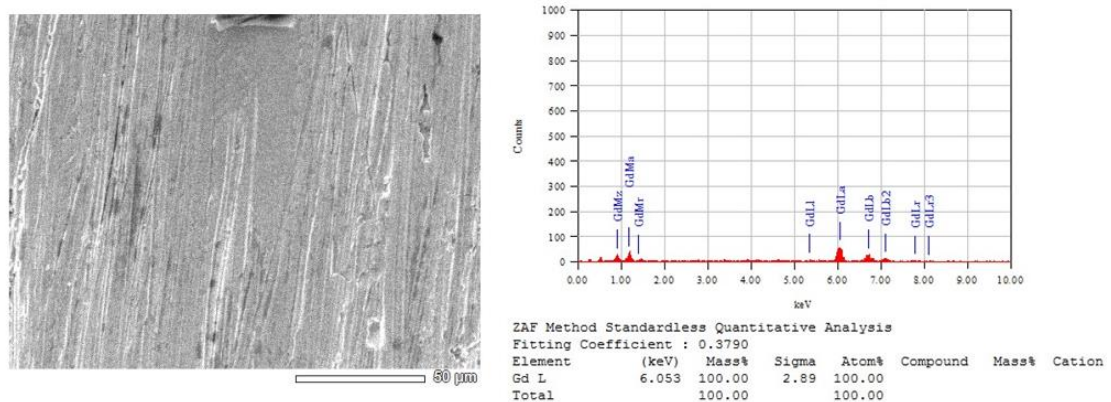 50 µm
1000
900
800
700
600
500
400
300
200
100
0
Counts
GdMz
GdMa
GdMr
GdLl
GdLa
GdLb
GdLb2
GdLr
GdLr3
0.00 1.00 2.00 3.00 4.00 5.00 6.00 7.00 8.00 9.00 10.00
keV
ZAF Method Standardless Quantitative Analysis
Fitting Coefficient : 0.3790
Element (keV) Mass% Sigma Atom% Compound Mass% Cation
Gd L 6.053 100.00 2.89 100.00
Total 100.00 100.00